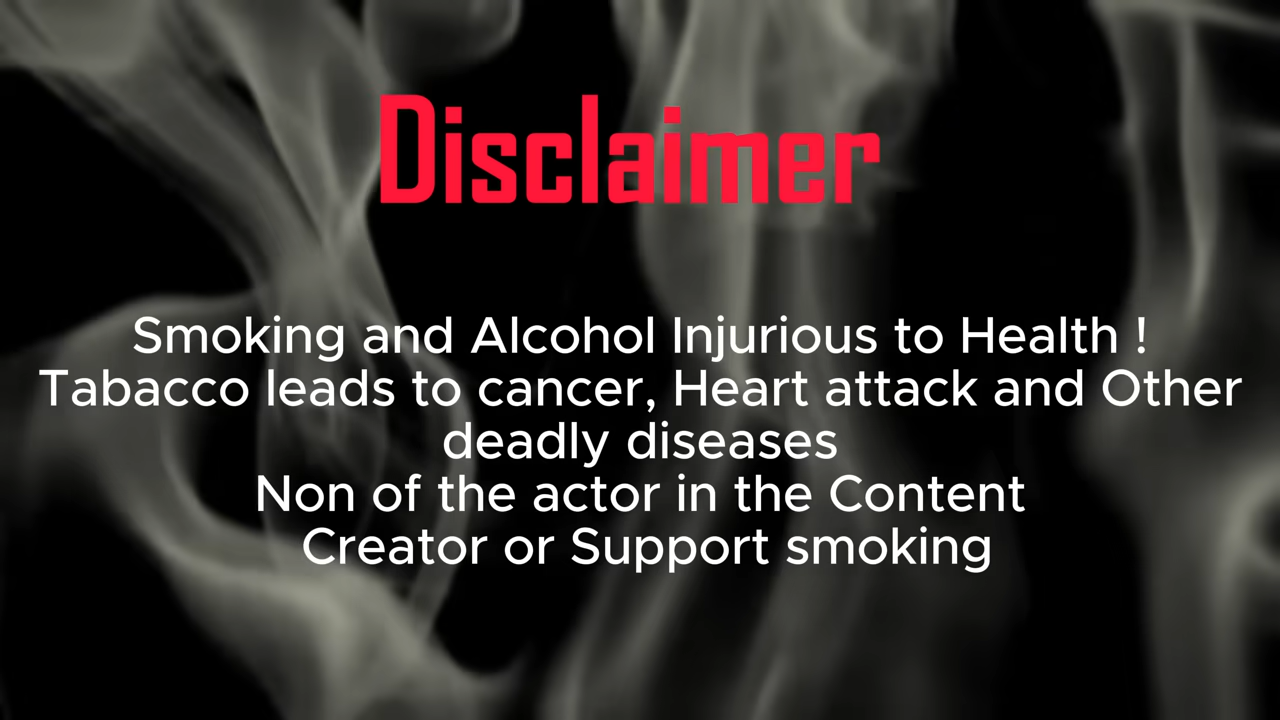 Disclaimer
Smoking and Alcohol Injurious to Health !
Tabacco leads to cancer, Heart attack and Other
deadly diseases
Non of the actor in the Content
Creator or Support smoking